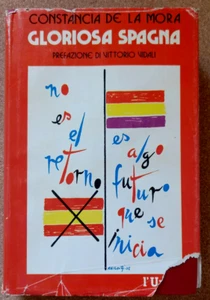 CONSTANCIA DE LA MORA
GLORIOSA SPAGNA
PREFAZIONE DI VITTORIO VIDALI
no
es el
retorno
es algo
futuro
que se
inicia